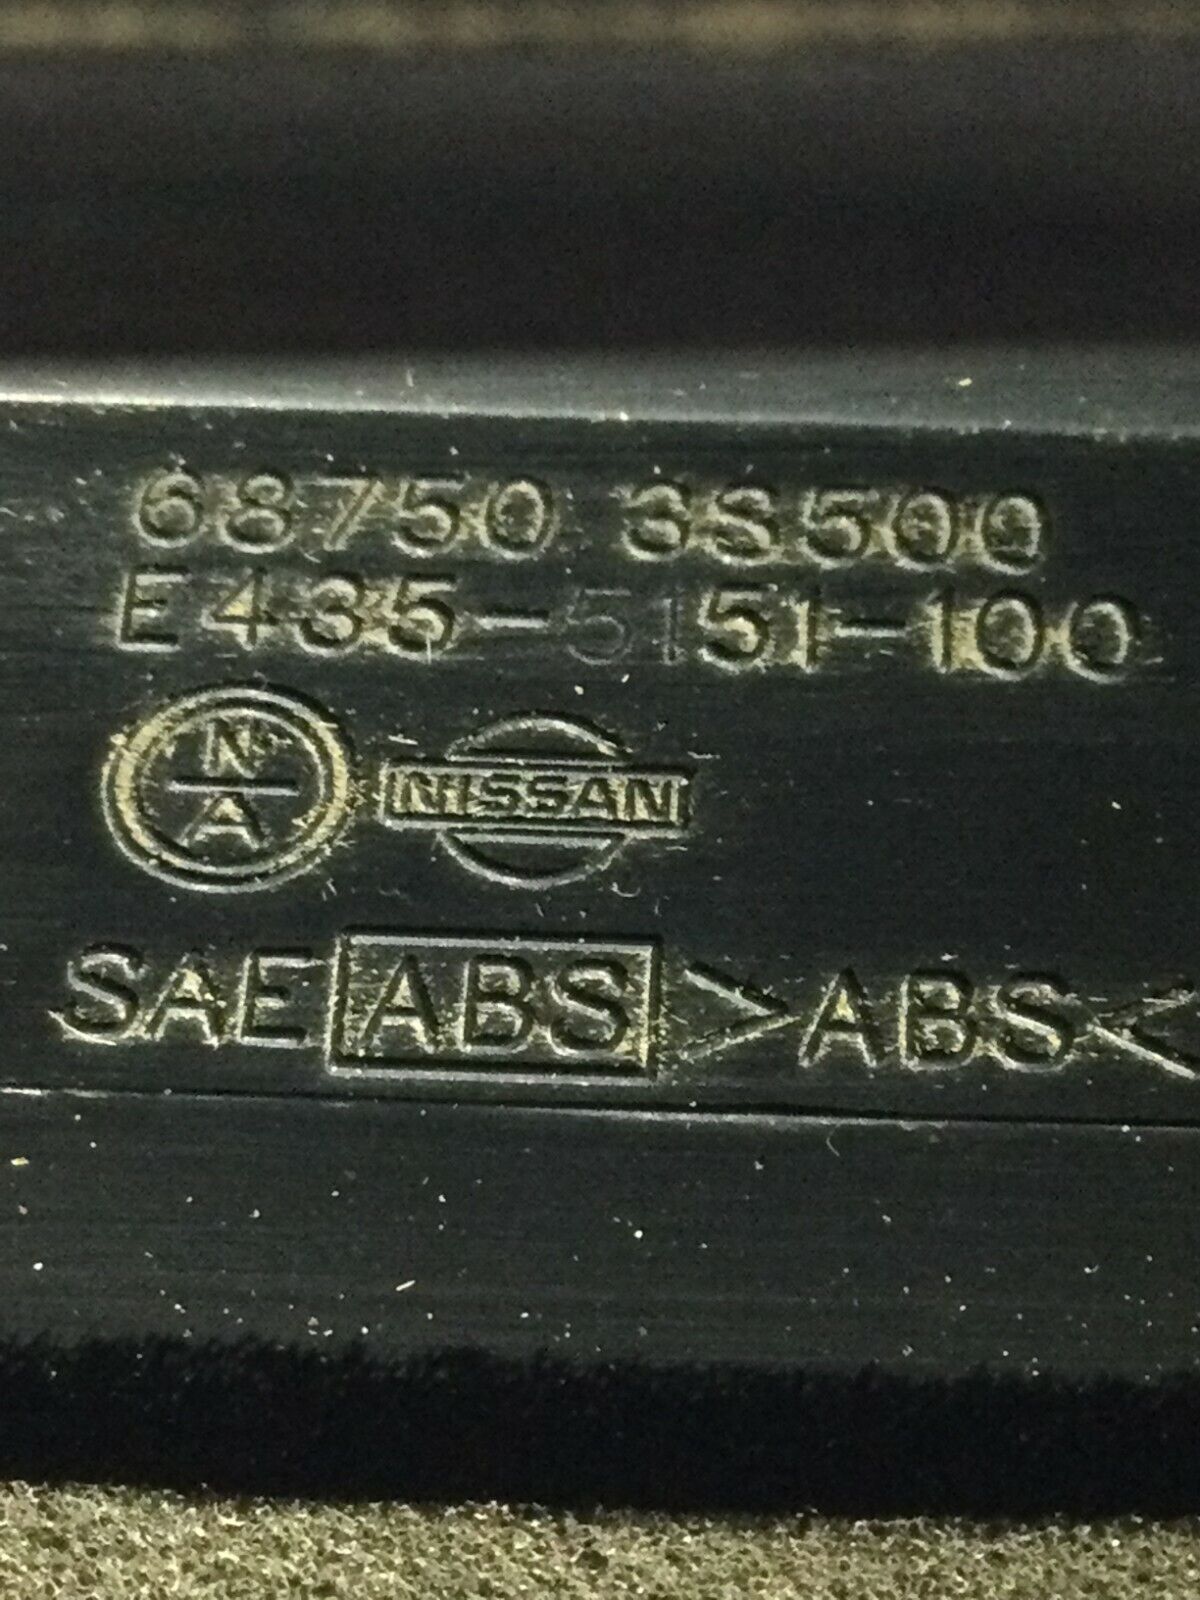 68750 3S500
E435-5151-100
N
A
NISSAN
SAE ABS >ABS<